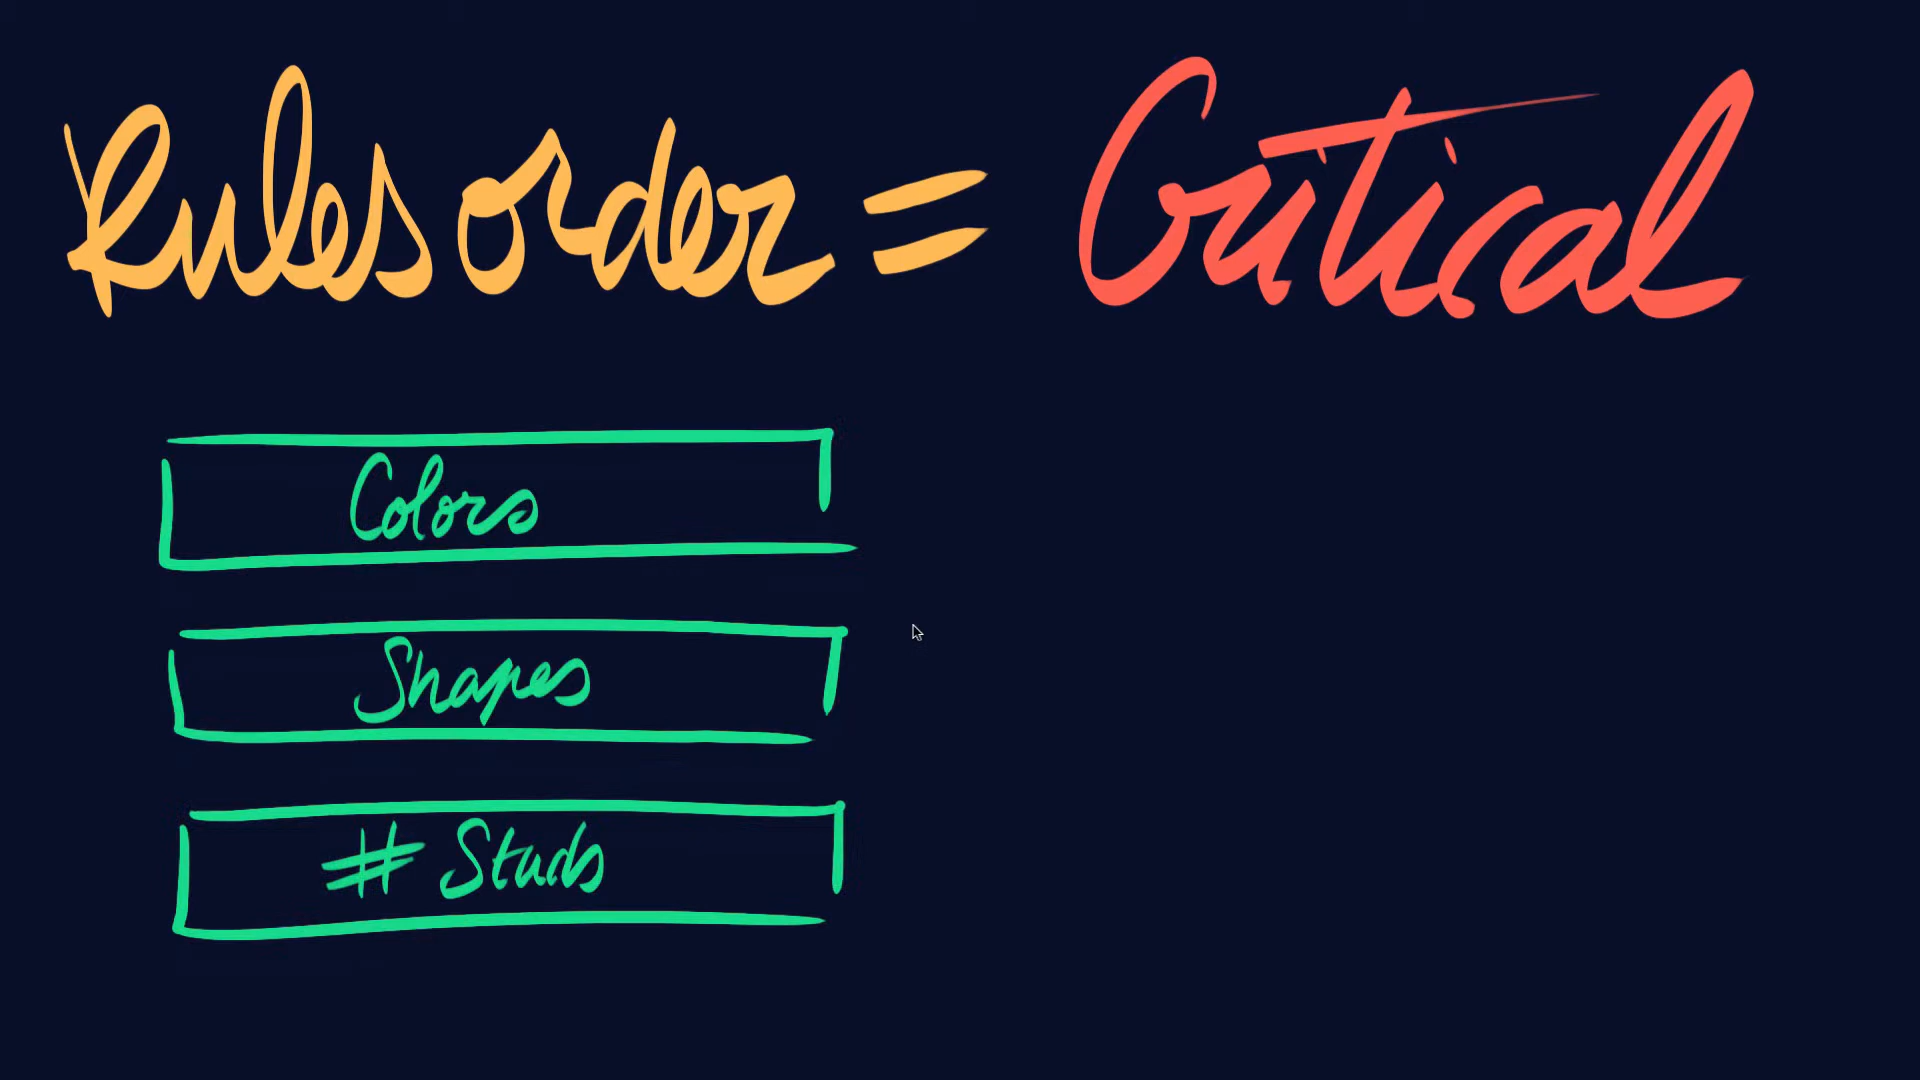 Rules order = Critical
Colors
Shapes
# Studs